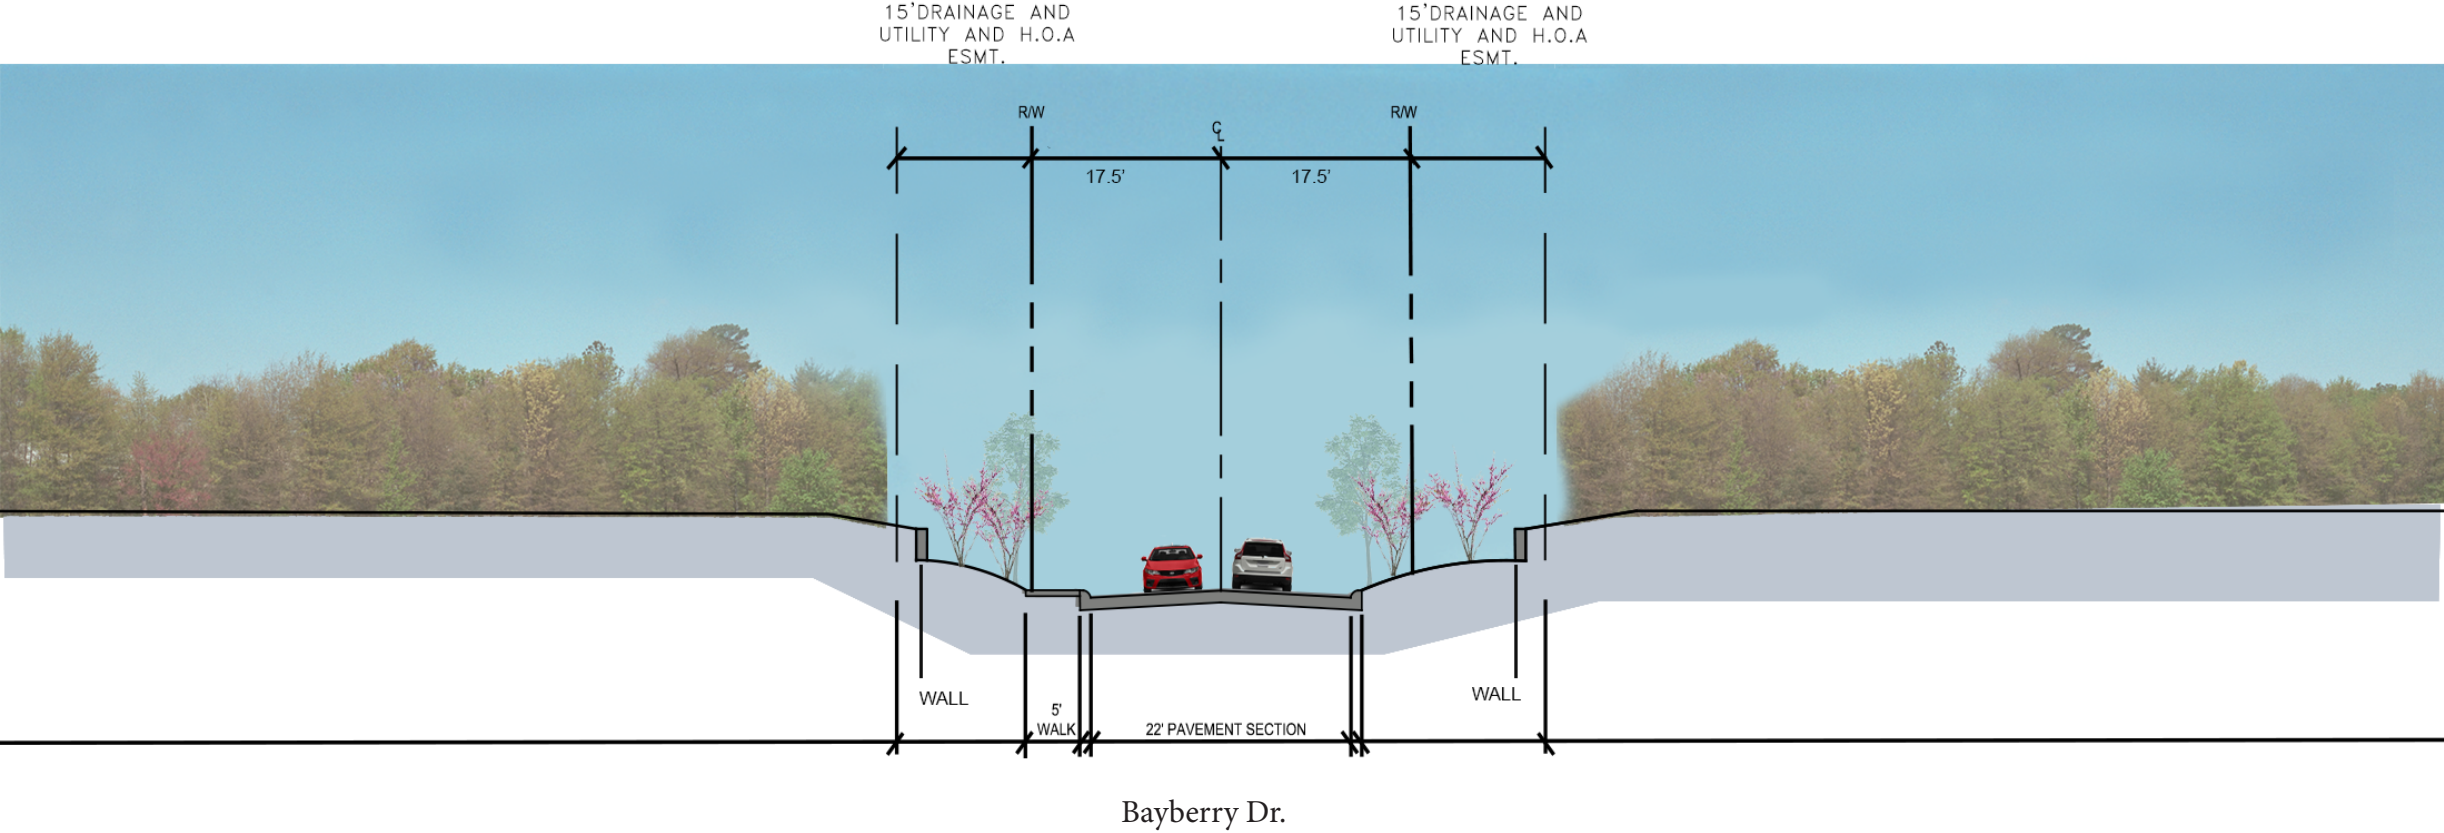 15'DRAINAGE AND
UTILITY AND H.O.A
ESMT.
15'DRAINAGE AND
UTILITY AND H.O.A
ESMT.
R/W
CL
R/W
17.5'
17.5'
WALL
WALL
5'
WALK
22' PAVEMENT SECTION
Bayberry Dr.